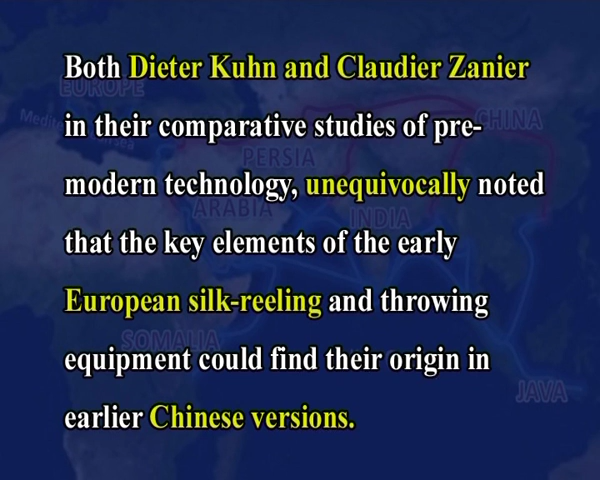 Both Dieter Kuhn and Claudier Zanier
in their comparative studies of pre-
modern technology, unequivocally noted
that the key elements of the early
European silk-reeling and throwing
equipment could find their origin in
earlier Chinese versions.
EUROPE
CHINA
PERSIA
ARABIA
INDIA
SOMALIA
JAVA